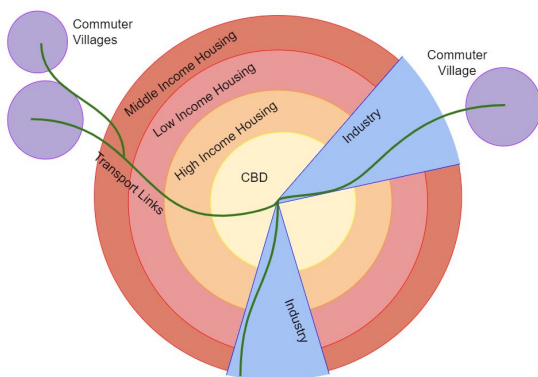 Commuter
Villages
Commuter
Village
Middle Income Housing
Low Income Housing
High Income Housing
Industry
CBD
Transport Links
Industry